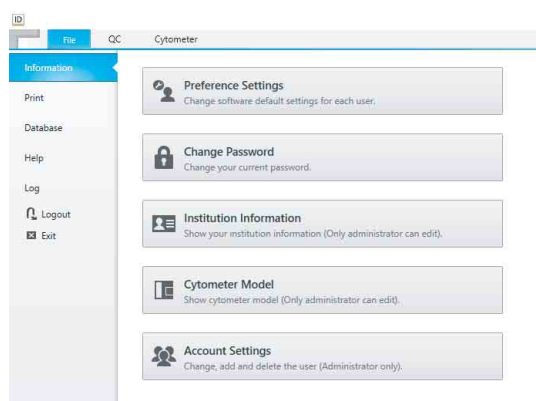 ID
File QC Cytometer
Information
Print
Database
Help
Log
Logout
Exit
Preference Settings
Change software default settings for each user.
Change Password
Change your current password.
Institution Information
Show your institution information (Only administrator can edit).
Cytometer Model
Show cytometer model (Only administrator can edit).
Account Settings
Change, add and delete the user (Administrator only).